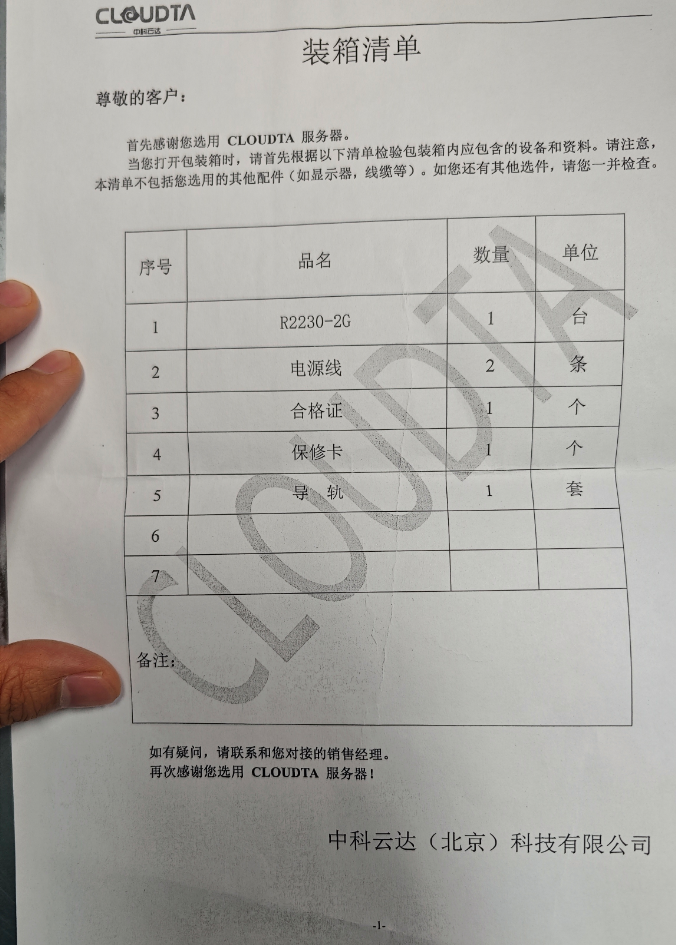 CLOUDTA
中科云达
装箱清单
尊敬的客户：
首先感谢您选用 CLOUDTA 服务器。
当您打开包装箱时，请首先根据以下清单检验包装箱内应包含的设备和资料。请注意，
本清单不包括您选用的其他配件（如显示器，线缆等）。如您还有其他选件，请您一并检查。
序号 品名 数量 单位
1 R2230-2G 1 台
2 电源线 2 条
3 合格证 1 个
4 保修卡 1 个
5 导 轨 1 套
6
7
CLOUDTA
备注：
如有疑问，请联系和您对接的销售经理。
再次感谢您选用 CLOUDTA 服务器！
中科云达（北京）科技有限公司
-1-